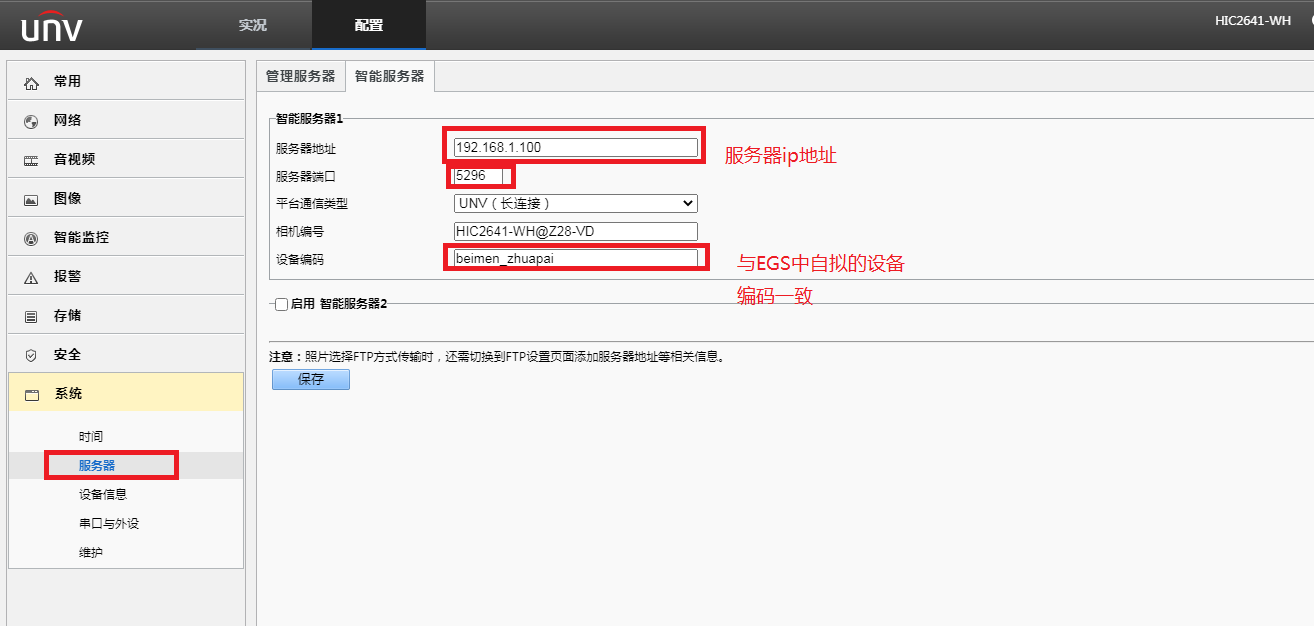 unv
实况
配置
HIC2641-WH
常用
网络
音视频
图像
智能监控
报警
存储
安全
系统
时间
服务器
设备信息
串口与外设
维护
管理服务器
智能服务器
智能服务器1
服务器地址
192.168.1.100
服务器ip地址
服务器端口
5296
平台通信类型
UNV（长连接）
相机编号
HIC2641-WH@Z28-VD
设备编码
beimen_zhuapai
与EGS中自拟的设备
编码一致
启用 智能服务器2
注意：照片选择FTP方式传输时，还需切换到FTP设置页面添加服务器地址等相关信息。
保存